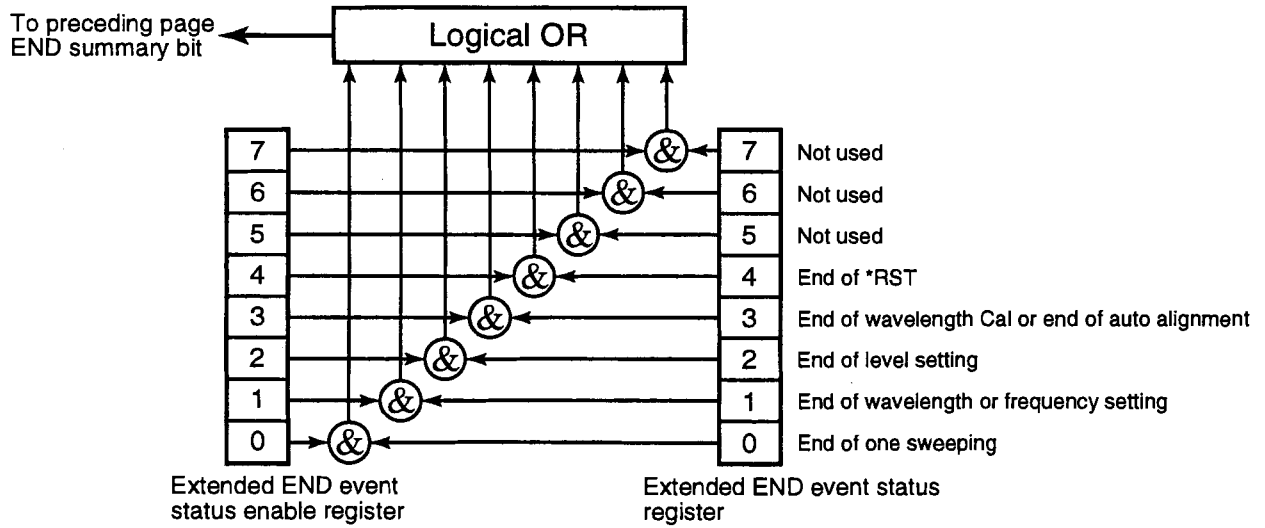 To preceding page
END summary bit
Logical OR
7 & 7 Not used
6 & 6 Not used
5 & 5 Not used
4 & 4 End of *RST
3 & 3 End of wavelength Cal or end of auto alignment
2 & 2 End of level setting
1 & 1 End of wavelength or frequency setting
0 & 0 End of one sweeping
Extended END event
status enable register
Extended END event status
register